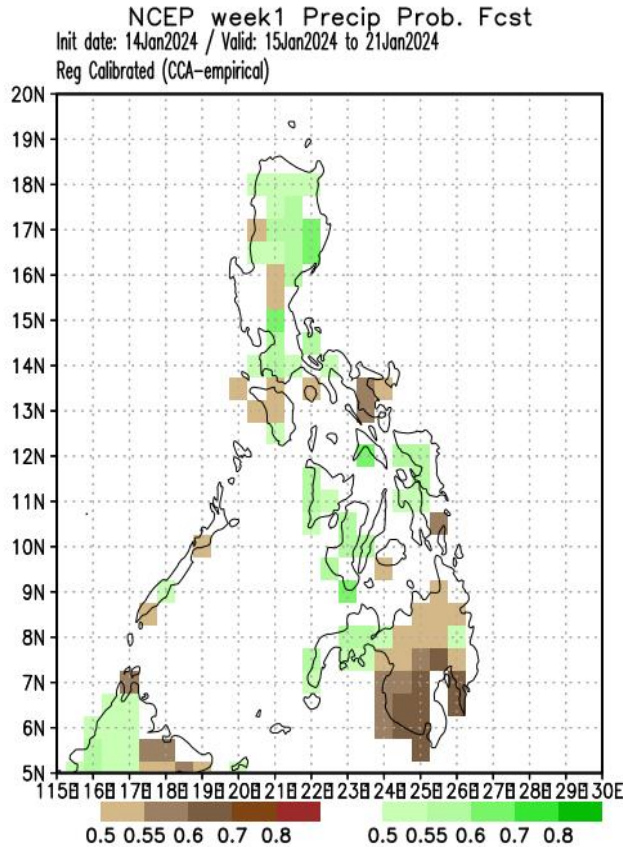 NCEP week1 Precip Prob. Fcst
Init date: 14Jan2024 / Valid: 15Jan2024 to 21Jan2024
Reg Calibrated (CCA-empirical)
20N
19N
18N
17N
16N
15N
14N
13N
12N
11N
10N
9N
8N
7N
6N
5N
115E 116E 117E 118E 119E 120E 121E 122E 123E 124E 125E 126E 127E 128E 129E 130E
0.5 0.55 0.6 0.7 0.8 0.5 0.55 0.6 0.7 0.8